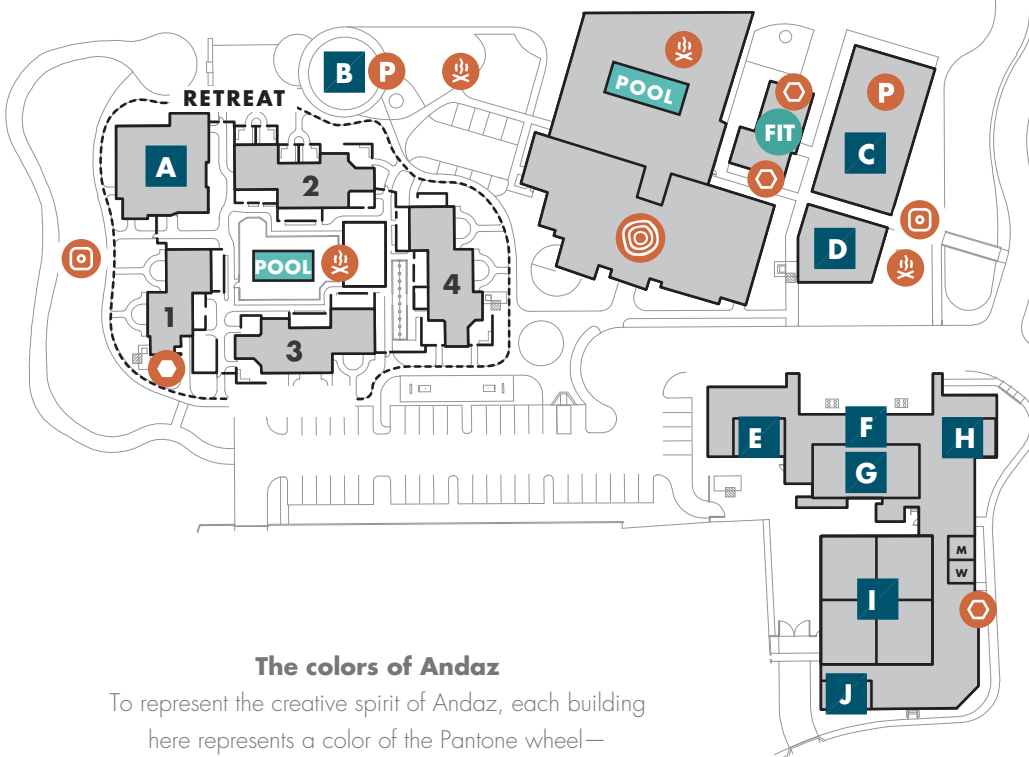 B
P
RETREAT
POOL
P
FIT
A
C
2
D
POOL
4
1
3
F
E
H
G
M
W
I
J
The colors of Andaz
To represent the creative spirit of Andaz, each building
here represents a color of the Pantone wheel—